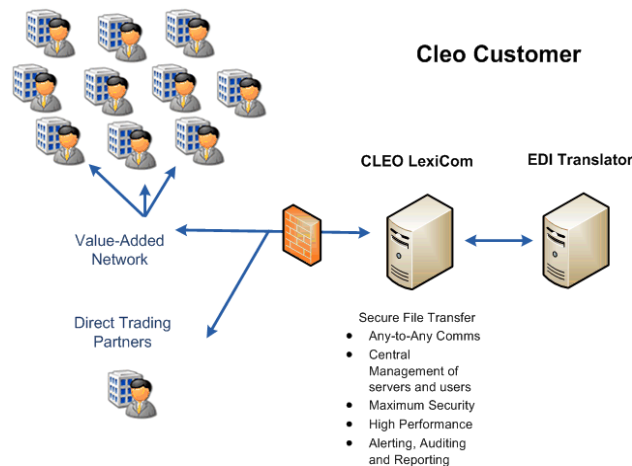 Cleo Customer
CLEO LexiCom
EDI Translator
Value-Added
Network
Direct Trading
Partners
Secure File Transfer
• Any-to-Any Comms
• Central
Management of
servers and users
• Maximum Security
• High Performance
• Alerting, Auditing
and Reporting